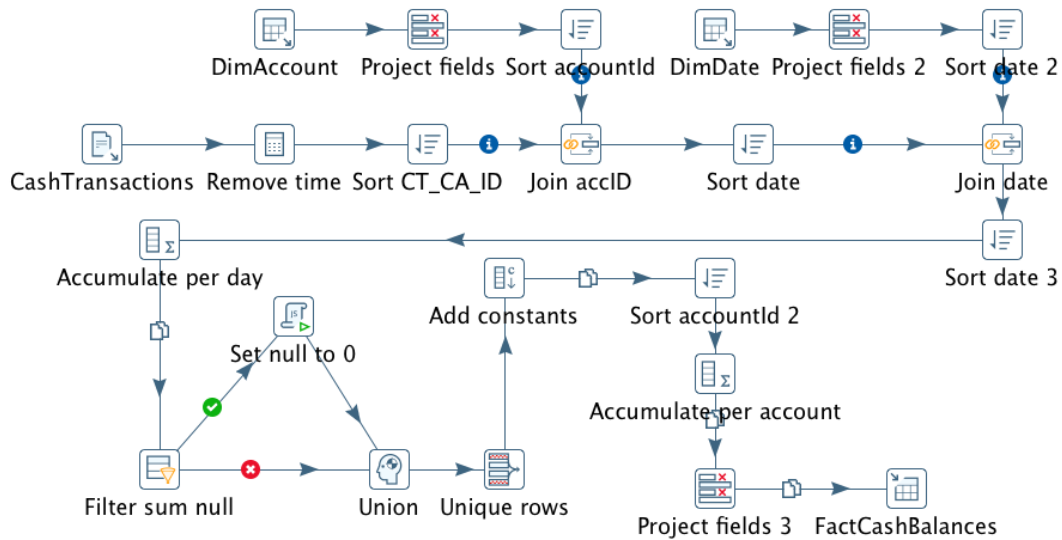 DimAccount
Project fields
Sort accountId
DimDate
Project fields 2
Sort date 2
CashTransactions
Remove time
Sort CT_CA_ID
Join accID
Sort date
Join date
Accumulate per day
Sort date 3
Add constants
Sort accountId 2
Set null to 0
Accumulate per account
Filter sum null
Union
Unique rows
Project fields 3
FactCashBalances